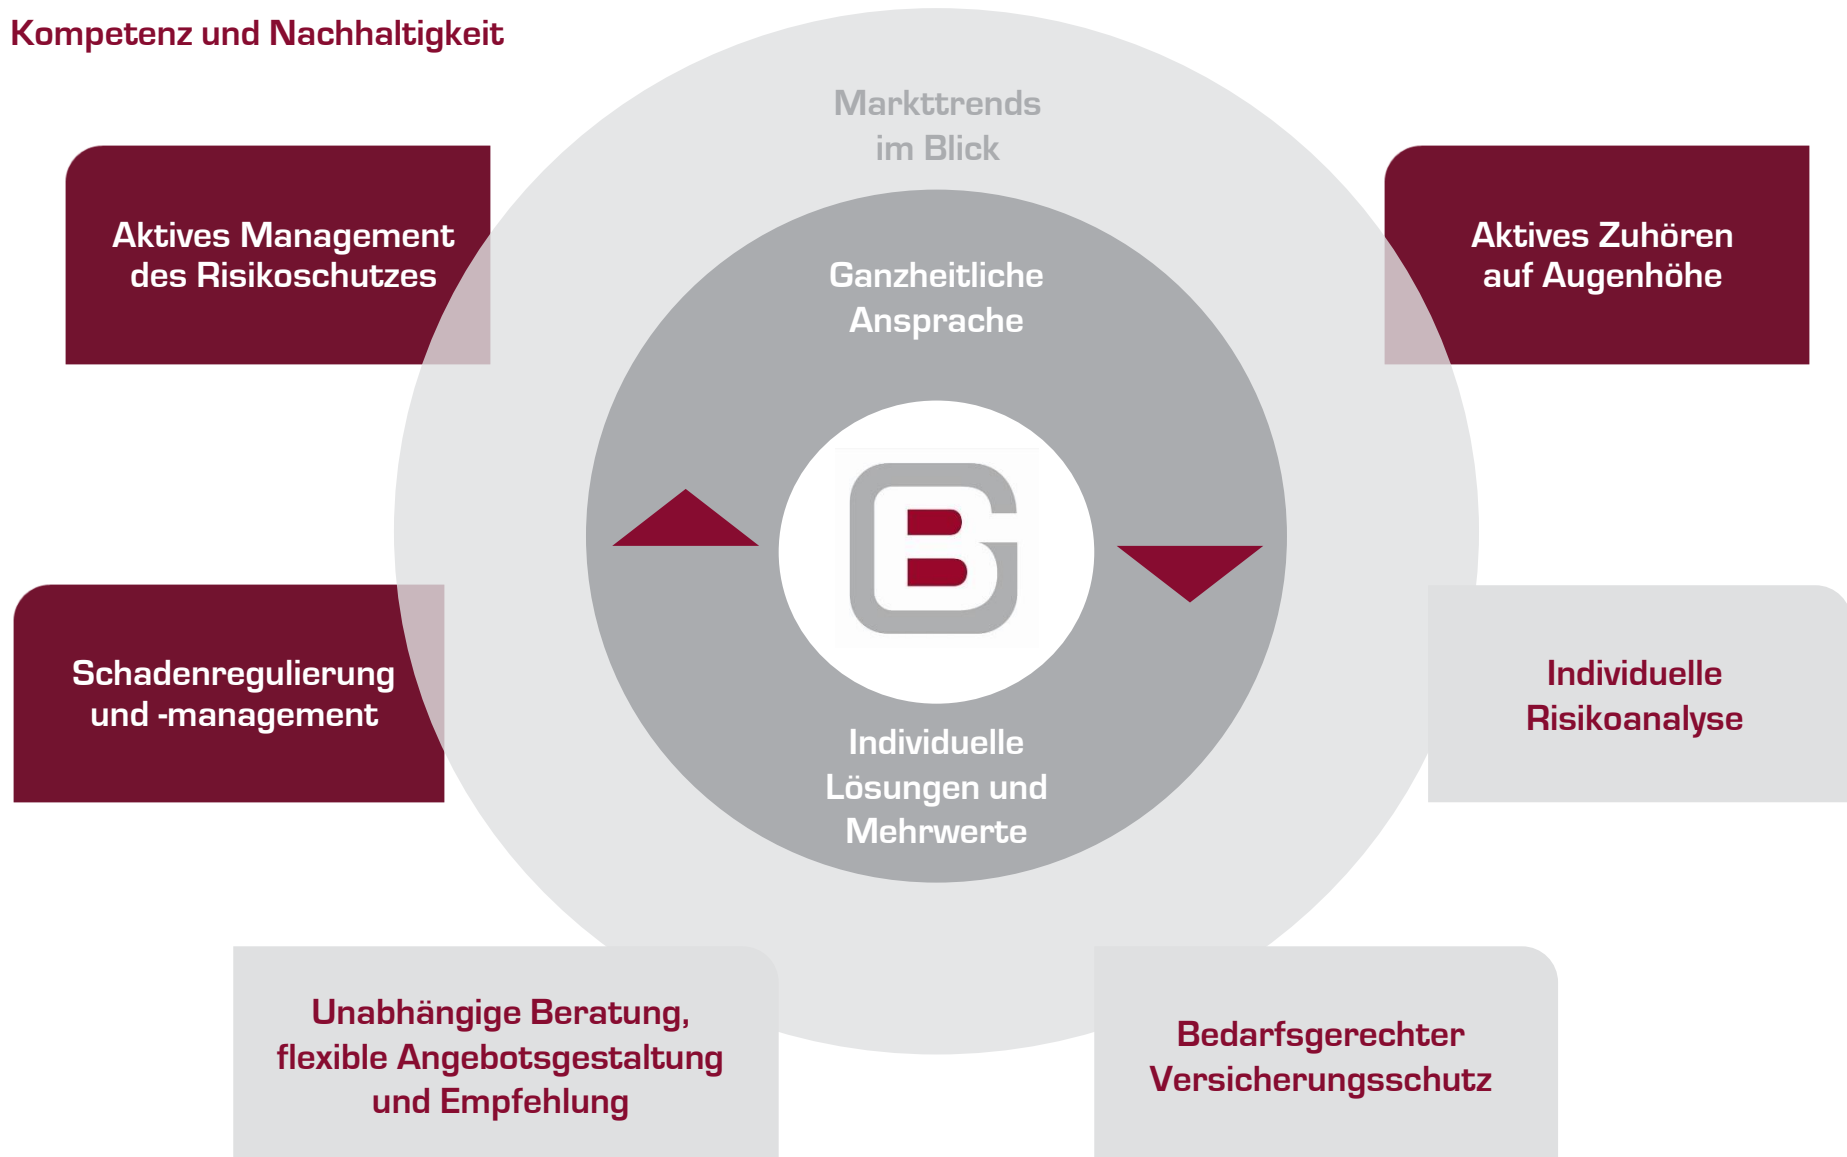 Kompetenz und Nachhaltigkeit
Markttrends
im Blick
Aktives Management
des Risikoschutzes
Aktives Zuhören
auf Augenhöhe
Ganzheitliche
Ansprache
GB
Schadenregulierung
und -management
Individuelle
Lösungen und
Mehrwerte
Individuelle
Risikoanalyse
Unabhängige Beratung,
flexible Angebotsgestaltung
und Empfehlung
Bedarfsgerechter
Versicherungsschutz